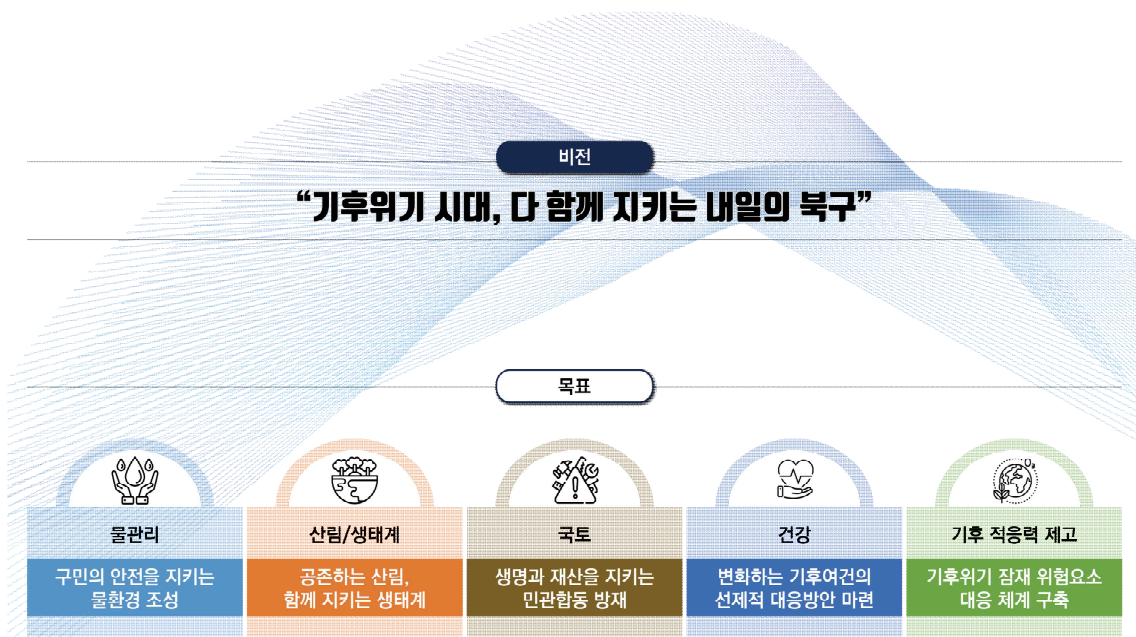 비전
“기후위기 시대, 다 함께 지키는 내일의 북구”
목표
물관리
구민의 안전을 지키는
물환경 조성
산림/생태계
공존하는 산림,
함께 지키는 생태계
국토
생명과 재산을 지키는
민관합동 방재
건강
변화하는 기후여건의
선제적 대응방안 마련
기후 적응력 제고
기후위기 잠재 위험요소
대응 체계 구축